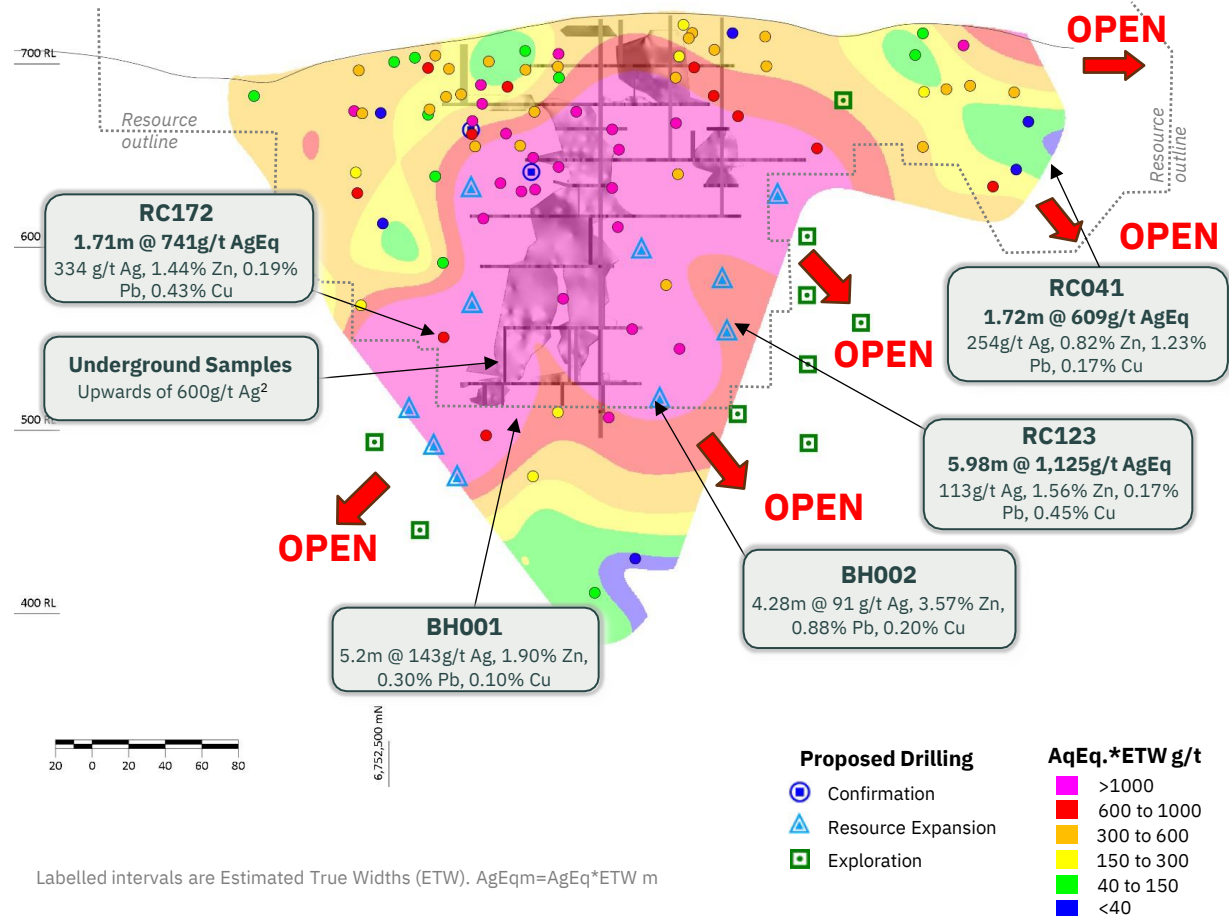 OPEN
700 RL
Resource
outline
Resource
outline
RC172
1.71m @ 741g/t AgEq
334 g/t Ag, 1.44% Zn, 0.19%
Pb, 0.43% Cu
600
OPEN
RC041
1.72m @ 609g/t AgEq
254g/t Ag, 0.82% Zn, 1.23%
Pb, 0.17% Cu
Underground Samples
Upwards of 600g/t Ag²
OPEN
500 RL
RC123
5.98m @ 1,125g/t AgEq
113g/t Ag, 1.56% Zn, 0.17%
Pb, 0.45% Cu
OPEN
OPEN
BH002
4.28m @ 91 g/t Ag, 3.57% Zn,
0.88% Pb, 0.20% Cu
400 RL
BH001
5.2m @ 143g/t Ag, 1.90% Zn,
0.30% Pb, 0.10% Cu
6,752,500 mN
20 0 20 40 60 80
Proposed Drilling
Confirmation
Resource Expansion
Exploration
AqEq.*ETW g/t
>1000
600 to 1000
300 to 600
150 to 300
40 to 150
<40
Labelled intervals are Estimated True Widths (ETW). AgEqm=AgEq*ETW m